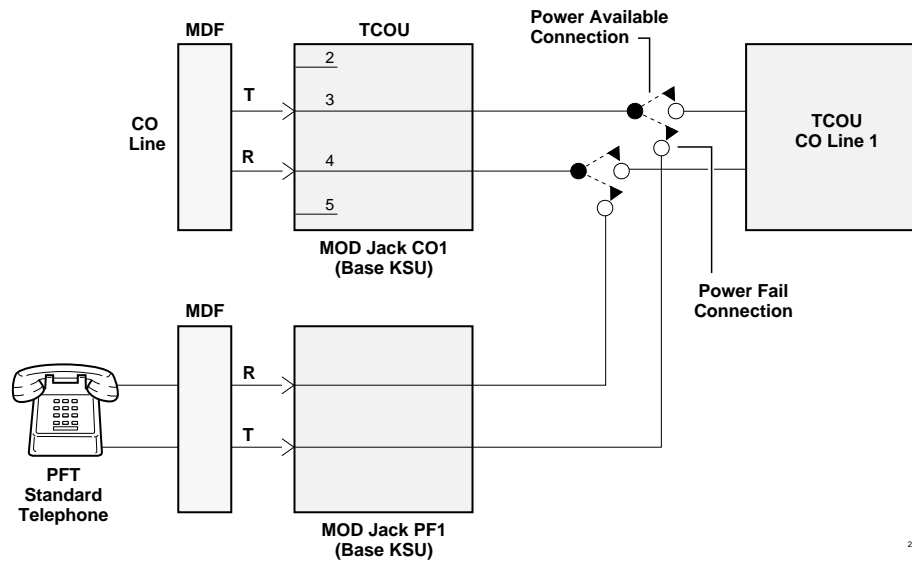 MDF
TCOU
Power Available
Connection
2
T
3
CO
Line
R
4
5
TCOU
CO Line 1
MOD Jack CO1
(Base KSU)
Power Fail
Connection
MDF
R
T
PFT
Standard
Telephone
MOD Jack PF1
(Base KSU)
2